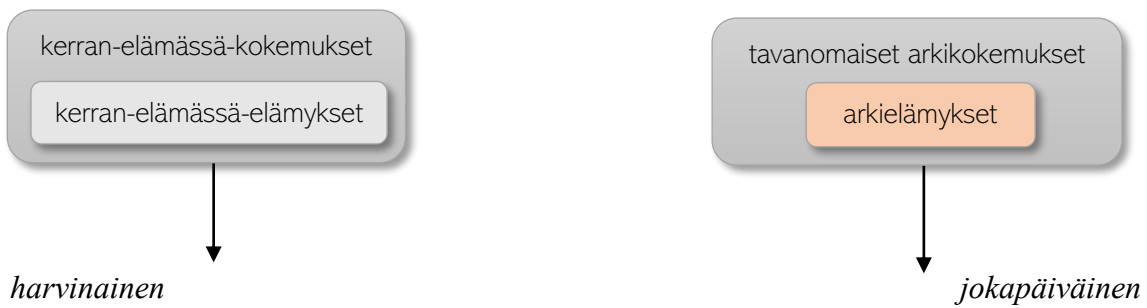 kerran-elämässä-kokemukset
kerran-elämässä-elämykset
tavanomaiset arkikokemukset
arkielämykset
harvinainen
jokapäiväinen